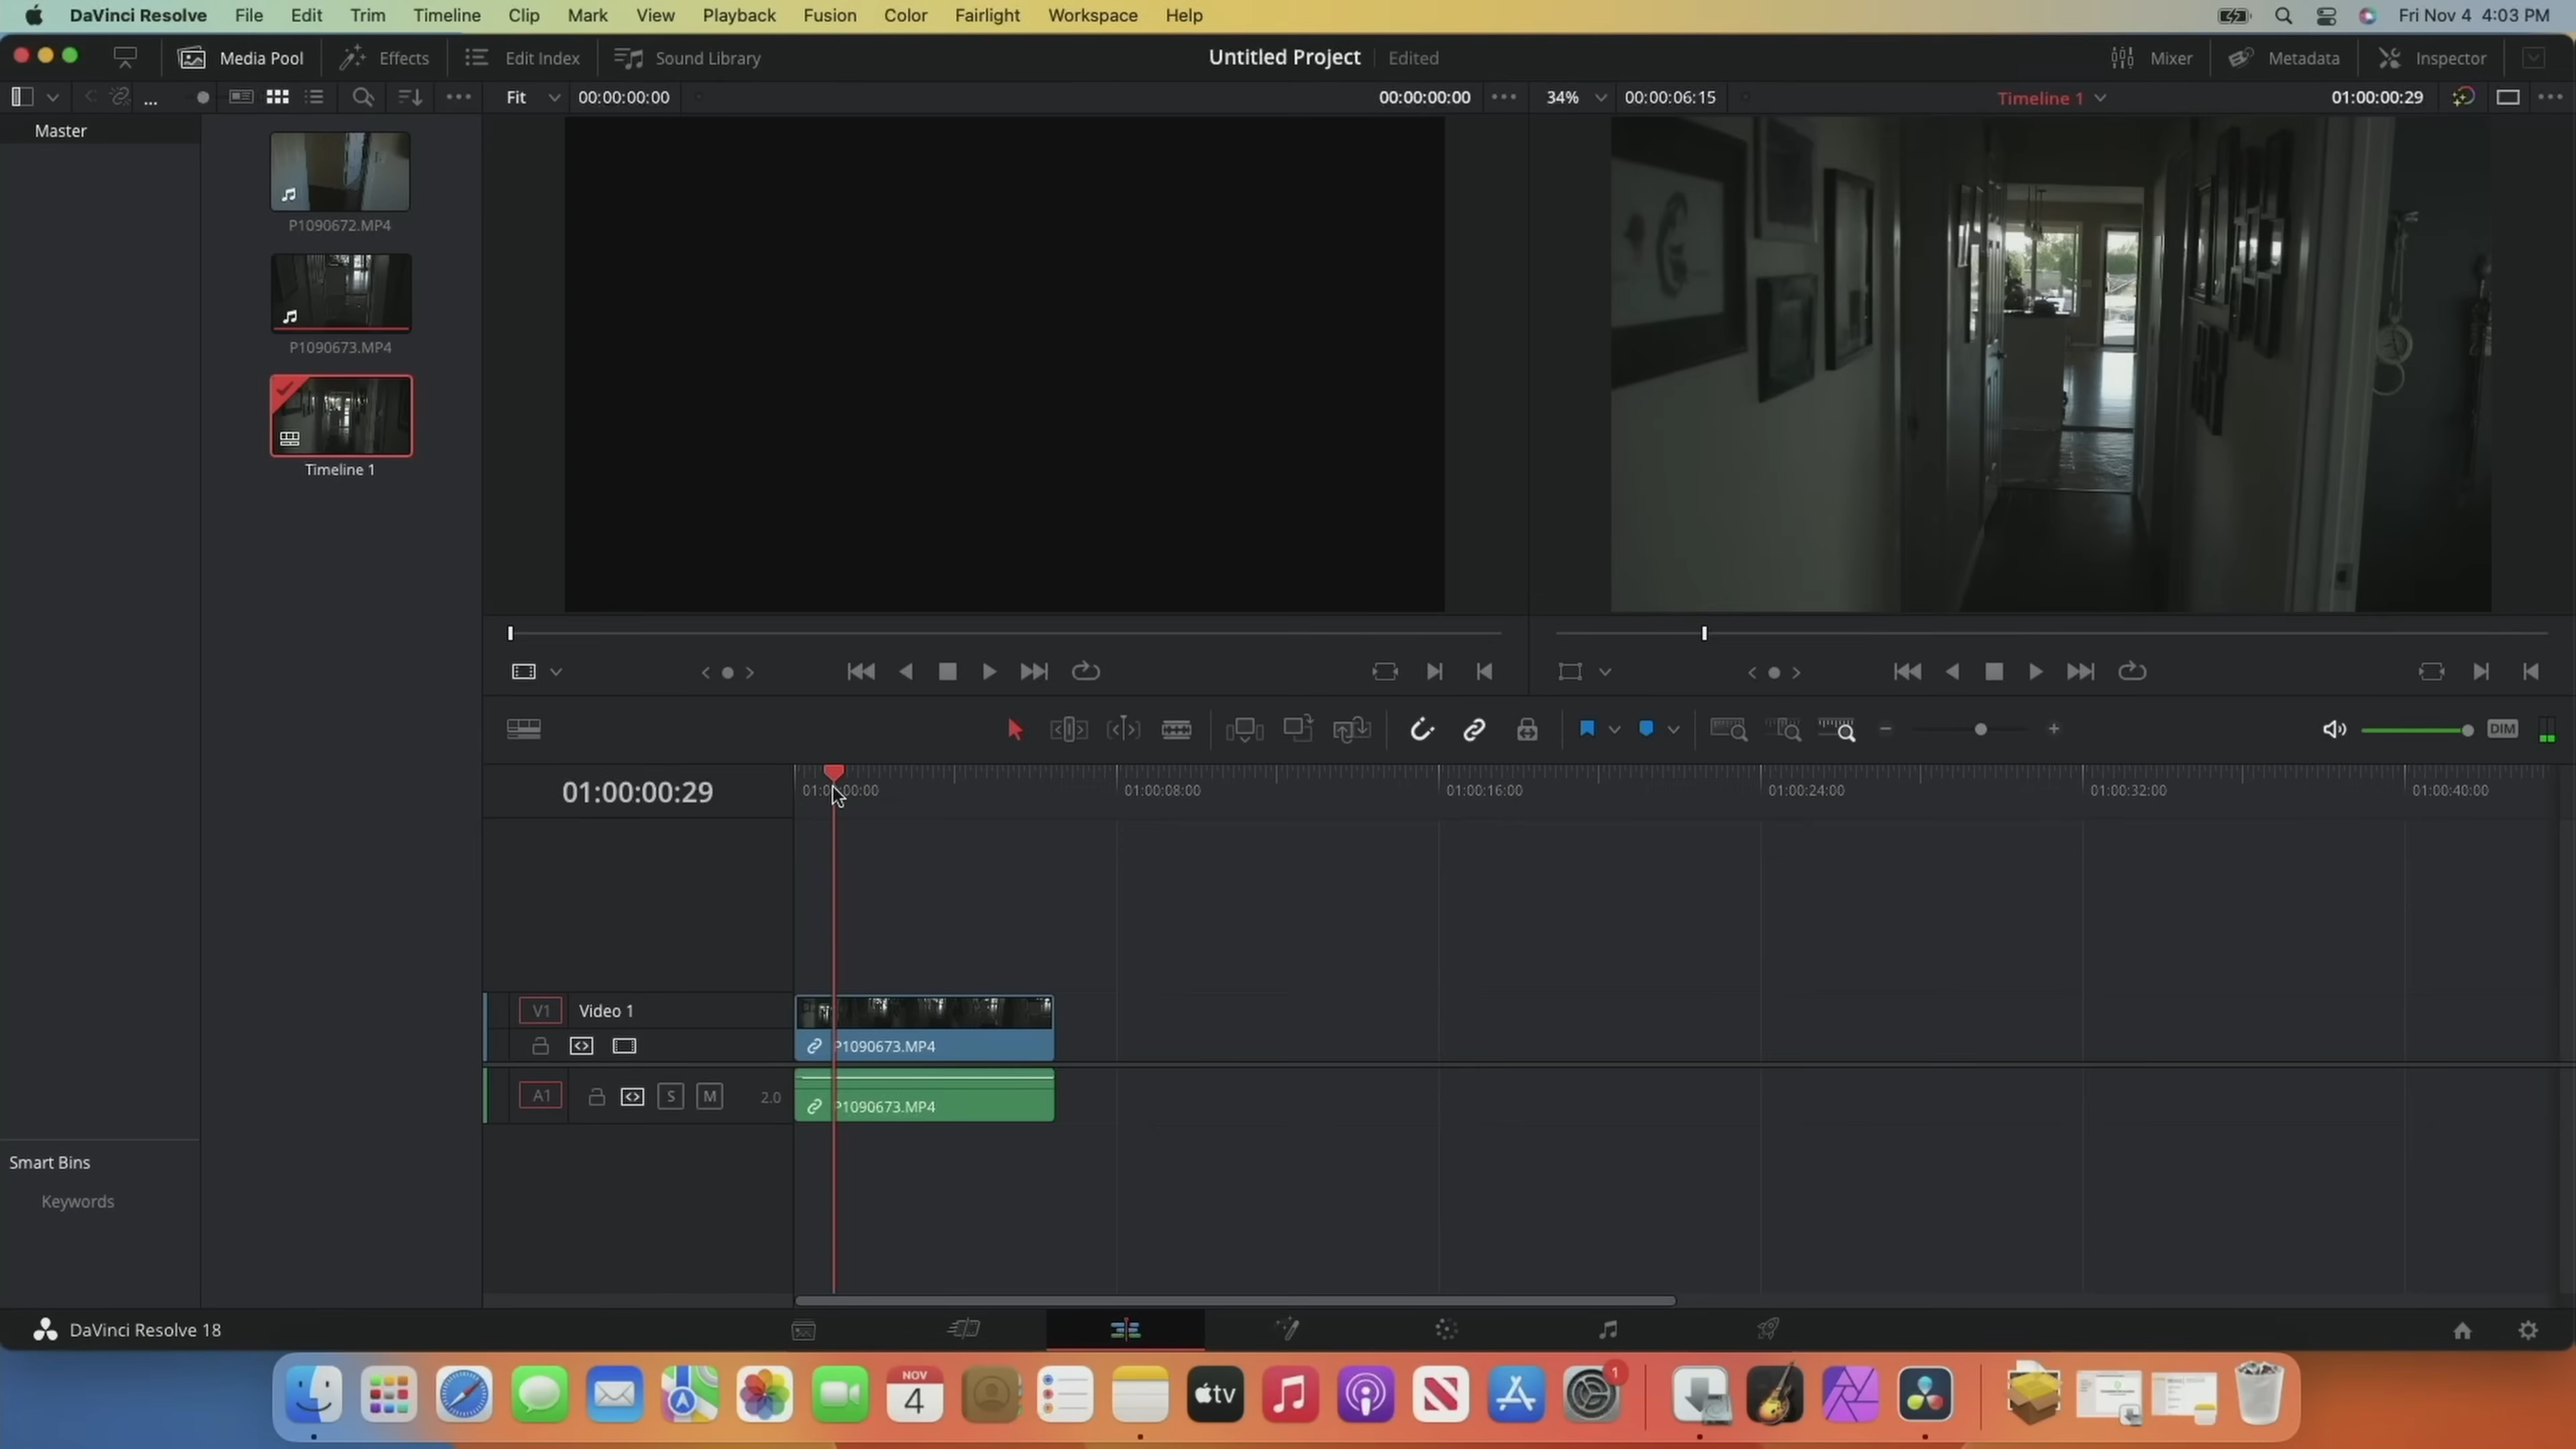 DaVinci Resolve File Edit Trim Timeline Clip Mark View Playback Fusion Color Fairlight Workspace Help Fri Nov 4 4:03 PM
Media Pool Effects Edit Index Sound Library Untitled Project Edited Mixer Metadata Inspector
... Fit 00:00:00:00 00:00:00:00 ••• 34% 00:00:06:15 Timeline 1 01:00:00:29 •••
Master
P1090672.MP4
P1090673.MP4
Timeline 1
DIM
01:00:00:29 01:00:08:00 01:00:16:00 01:00:24:00 01:00:32:00 01:00:40:00
V1 Video 1
P1090673.MP4
A1 S M 2.0 P1090673.MP4
Smart Bins
Keywords
DaVinci Resolve 18
NOV
4
tv
1